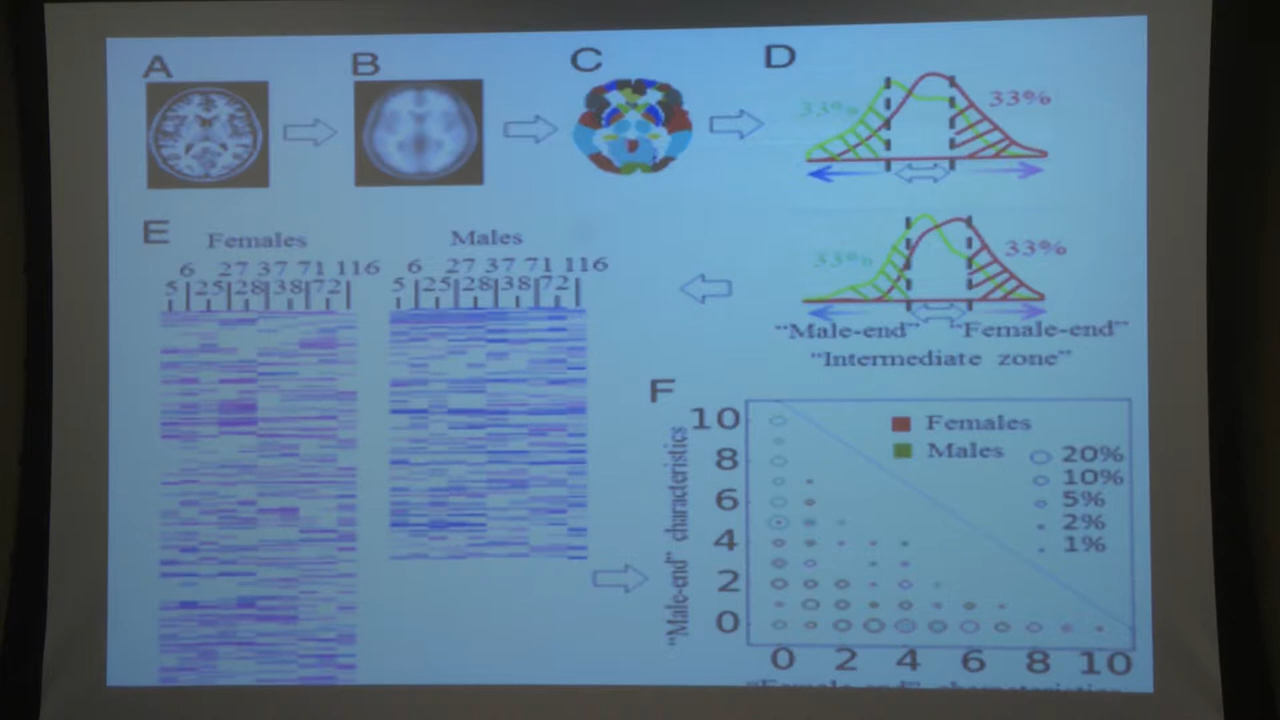 A
B
C
D
33%
33%
33%
33%
"Male-end" "Female-end"
"Intermediate zone"
E
Females
Males
6 27 37 71 116
5 25 28 38 72
6 27 37 71 116
5 25 28 38 72
F
"Male-end" characteristics
10
8
6
4
2
0
Females
Males
20%
10%
5%
2%
1%
0 2 4 6 8 10